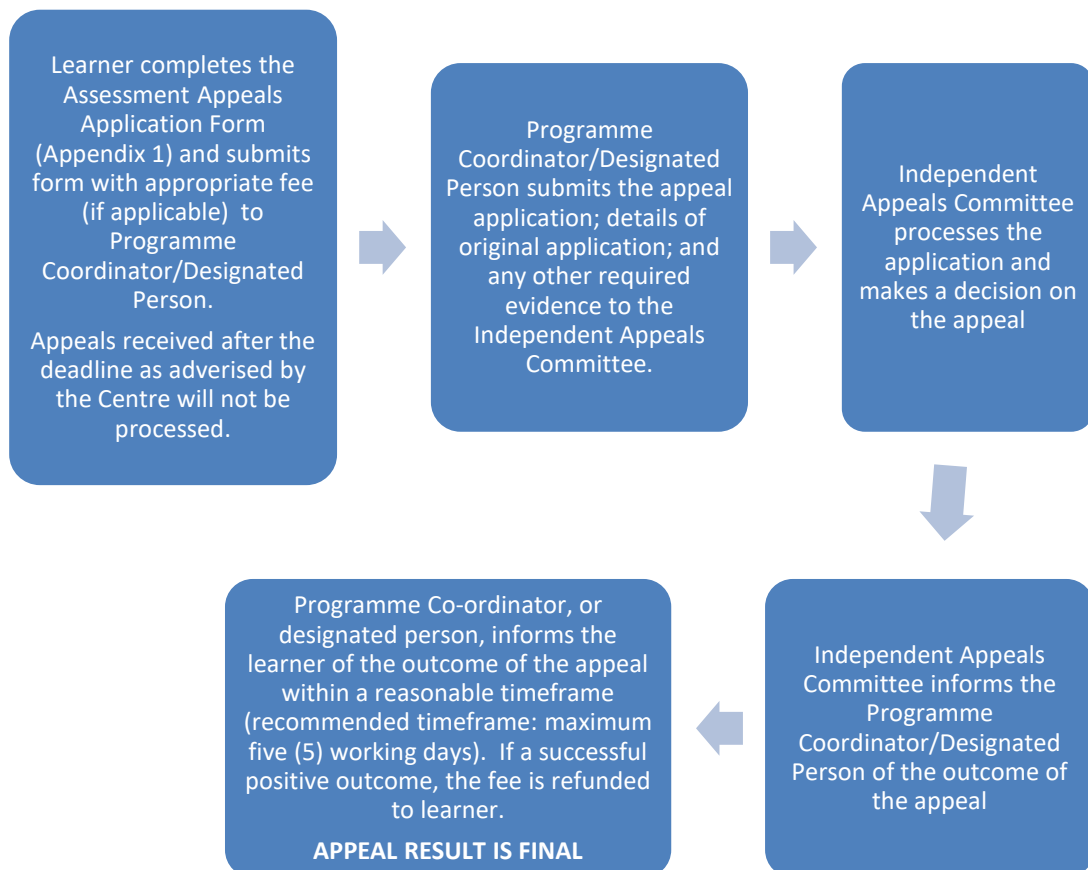 Learner completes the
Assessment Appeals
Application Form
(Appendix 1) and submits
form with appropriate fee
(if applicable) to
Programme
Coordinator/Designated
Person.
Appeals received after the
deadline as adverised by
the Centre will not be
processed.
Programme
Coordinator/Designated
Person submits the appeal
application; details of
original application; and
any other required
evidence to the
Independent Appeals
Committee.
Independent
Appeals Committee
processes the
application and
makes a decision on
the appeal
Independent Appeals
Committee informs the
Programme
Coordinator/Designated
Person of the outcome of
the appeal
Programme Co-ordinator, or
designated person, informs the
learner of the outcome of the appeal
within a reasonable timeframe
(recommended timeframe: maximum
five (5) working days). If a successful
positive outcome, the fee is refunded
to learner.
APPEAL RESULT IS FINAL